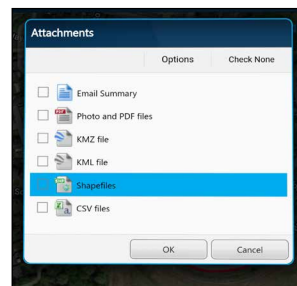 Attachments
Options Check None
Email Summary
Photo and PDF files
KMZ file
KML file
Shapefiles
CSV files
OK Cancel